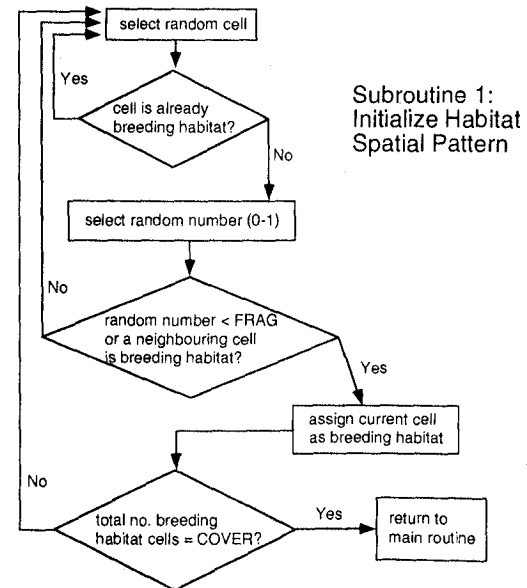 select random cell
Yes
cell is already
breeding habitat?
Subroutine 1:
Initialize Habitat
Spatial Pattern
No
select random number (0-1)
No
random number < FRAG
or a neighbouring cell
is breeding habitat?
Yes
assign current cell
as breeding habitat
No
total no. breeding
habitat cells = COVER?
Yes
return to
main routine